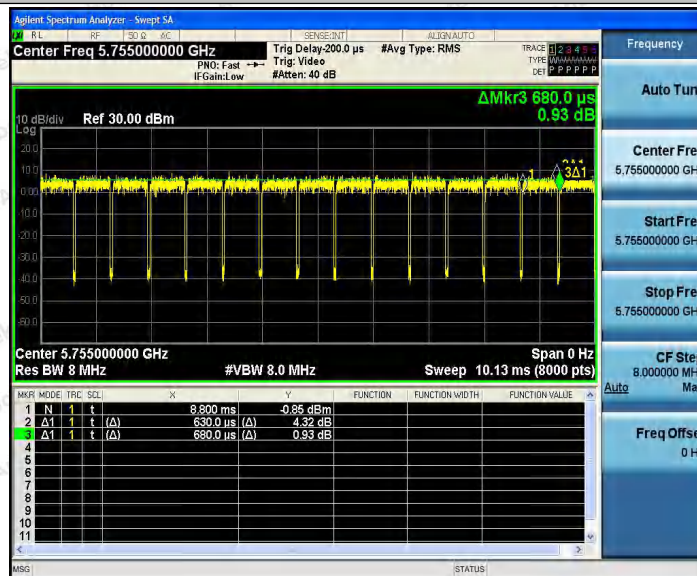 Agilent Spectrum Analyzer - Swept SA
RL RF 50 Ω AC SENSE:INT ALIGNAUTO
Center Freq 5.755000000 GHz
Trig Delay-200.0 µs #Avg Type: RMS
PNO: Fast
Trig: Video
IFGain:Low
#Atten: 40 dB
TRACE 1 2 3 4 5 6
TYPE
DET P P P P P P
ΔMkr3 680.0 µs
0.93 dB
10 dB/div Ref 30.00 dBm
Log
20.0
10.0
0.00
-10.0
-20.0
-30.0
-40.0
-50.0
-60.0
1
3Δ1
Center 5.755000000 GHz Span 0 Hz
Res BW 8 MHz #VBW 8.0 MHz Sweep 10.13 ms (8000 pts)
MKR MODE TRC SCL X Y FUNCTION FUNCTION WIDTH FUNCTION VALUE
1 N 1 t 8.800 ms -0.85 dBm
2 Δ1 1 t (Δ) 630.0 µs (Δ) 4.32 dB
3 Δ1 1 t (Δ) 680.0 µs (Δ) 0.93 dB
4
5
6
7
8
9
10
11
MSG STATUS
Frequency
Auto Tun
Center Fre
5.755000000 GH
Start Fre
5.755000000 GH
Stop Fre
5.755000000 GH
CF Ste
8.000000 MH
Auto Ma
Freq Offse
0 H